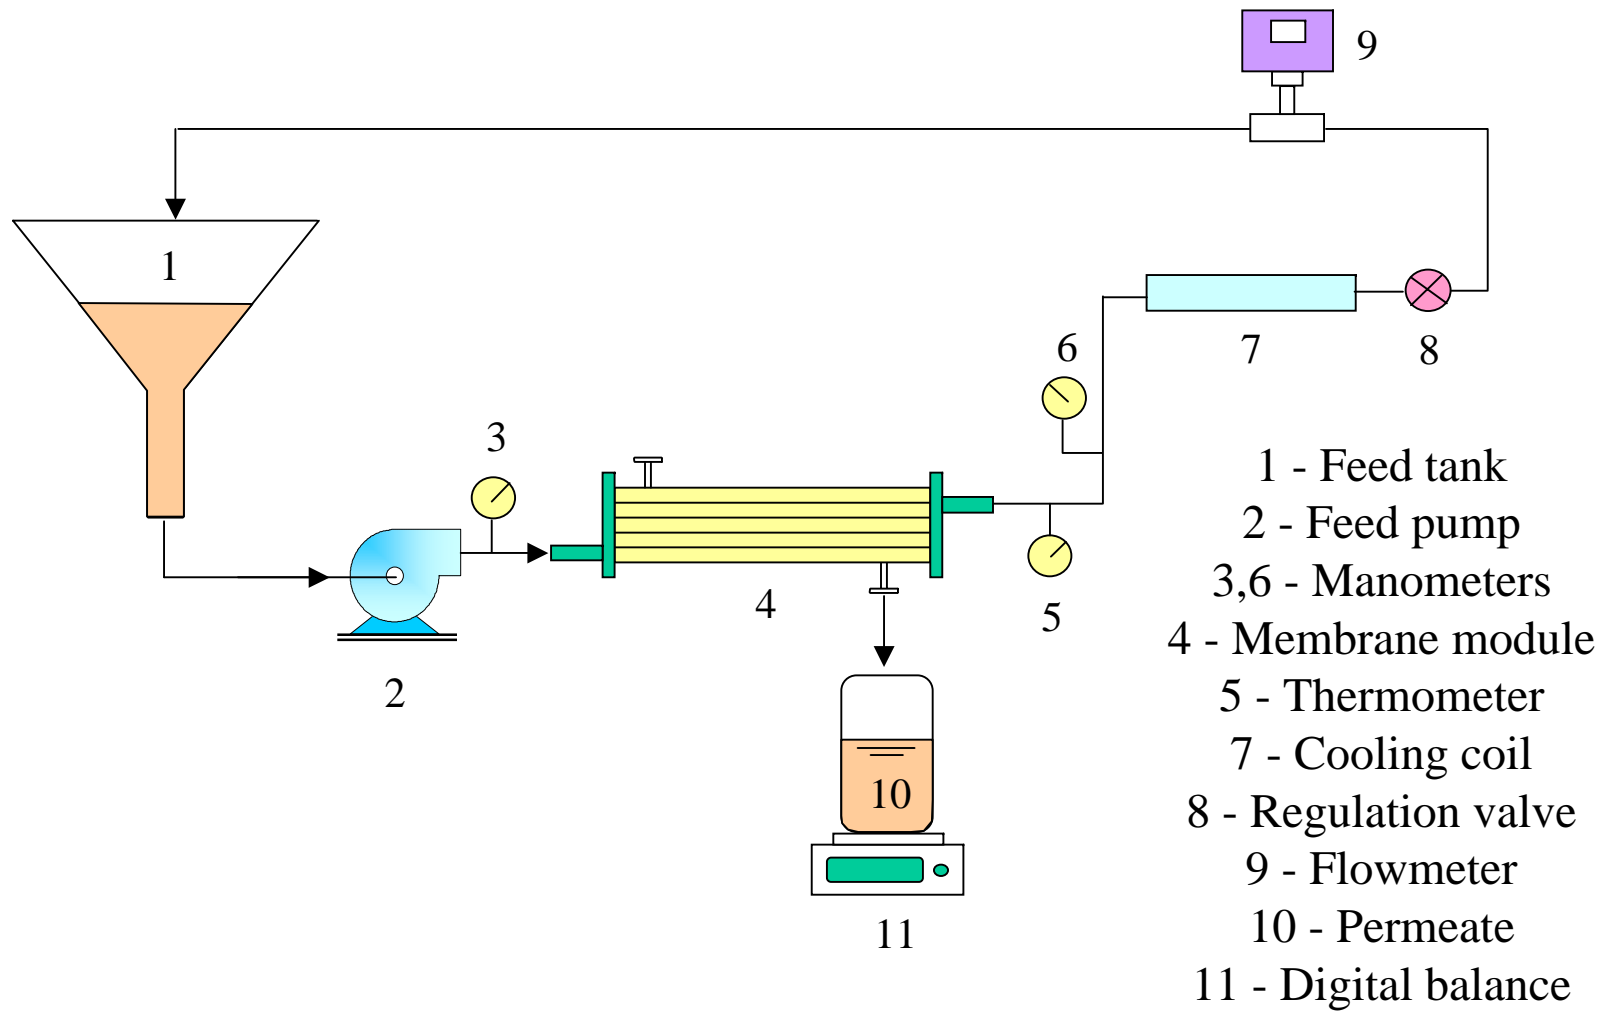 9
1
6
7
8
3
4
5
2
10
11
1 - Feed tank
2 - Feed pump
3,6 - Manometers
4 - Membrane module
5 - Thermometer
7 - Cooling coil
8 - Regulation valve
9 - Flowmeter
10 - Permeate
11 - Digital balance